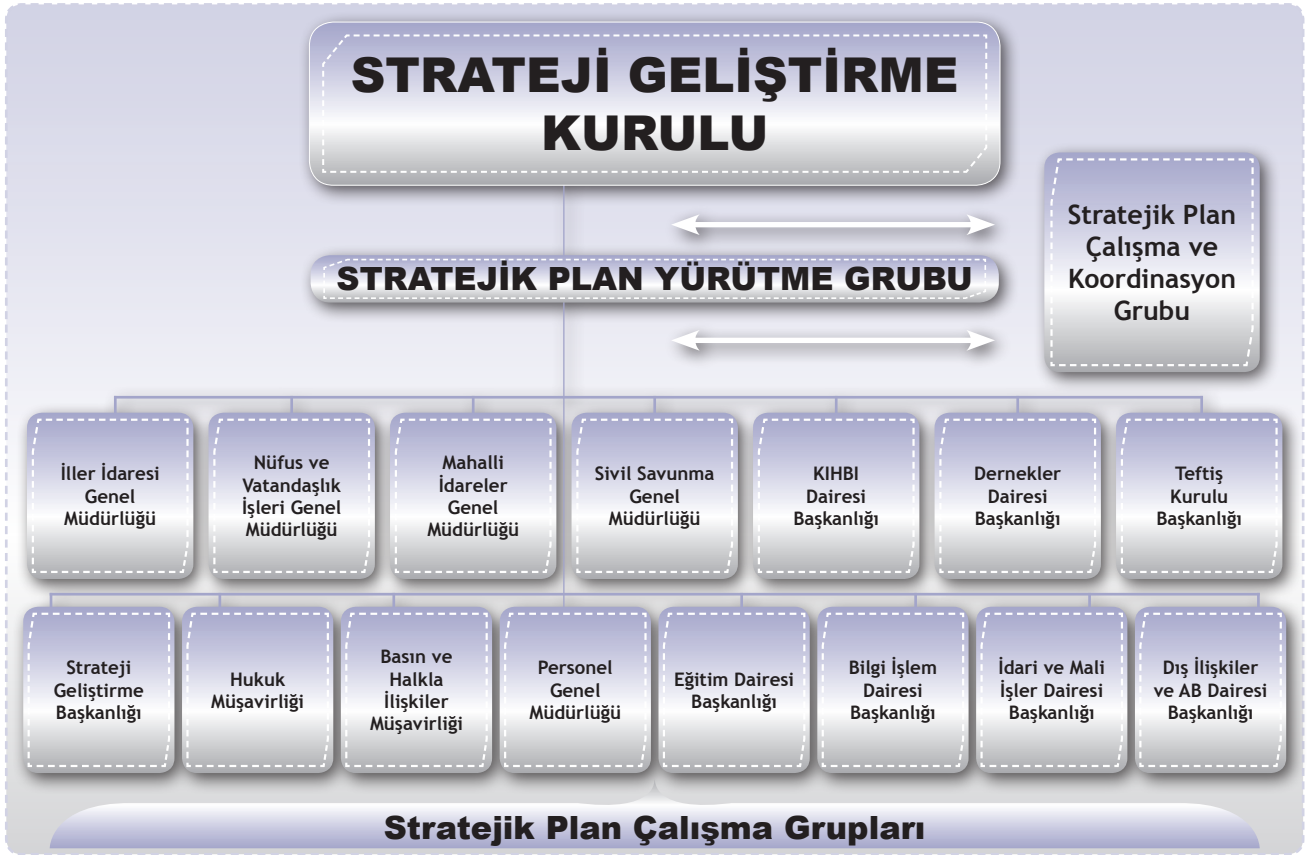 STRATEJİ GELİŞTİRME
KURULU
Stratejik Plan
Çalışma ve
Koordinasyon
Grubu
STRATEJİK PLAN YÜRÜTME GRUBU
İller İdaresi
Genel
Müdürlüğü
Nüfus ve
Vatandaşlık
İşleri Genel
Müdürlüğü
Mahalli
İdareler
Genel
Müdürlüğü
Sivil Savunma
Genel
Müdürlüğü
KIHBI
Dairesi
Başkanlığı
Dernekler
Dairesi
Başkanlığı
Teftiş
Kurulu
Başkanlığı
Strateji
Geliştirme
Başkanlığı
Hukuk
Müşavirliği
Basın ve
Halkla
İlişkiler
Müşavirliği
Personel
Genel
Müdürlüğü
Eğitim Dairesi
Başkanlığı
Bilgi İşlem
Dairesi
Başkanlığı
İdari ve Mali
İşler Dairesi
Başkanlığı
Dış İlişkiler
ve AB Dairesi
Başkanlığı
Stratejik Plan Çalışma Grupları